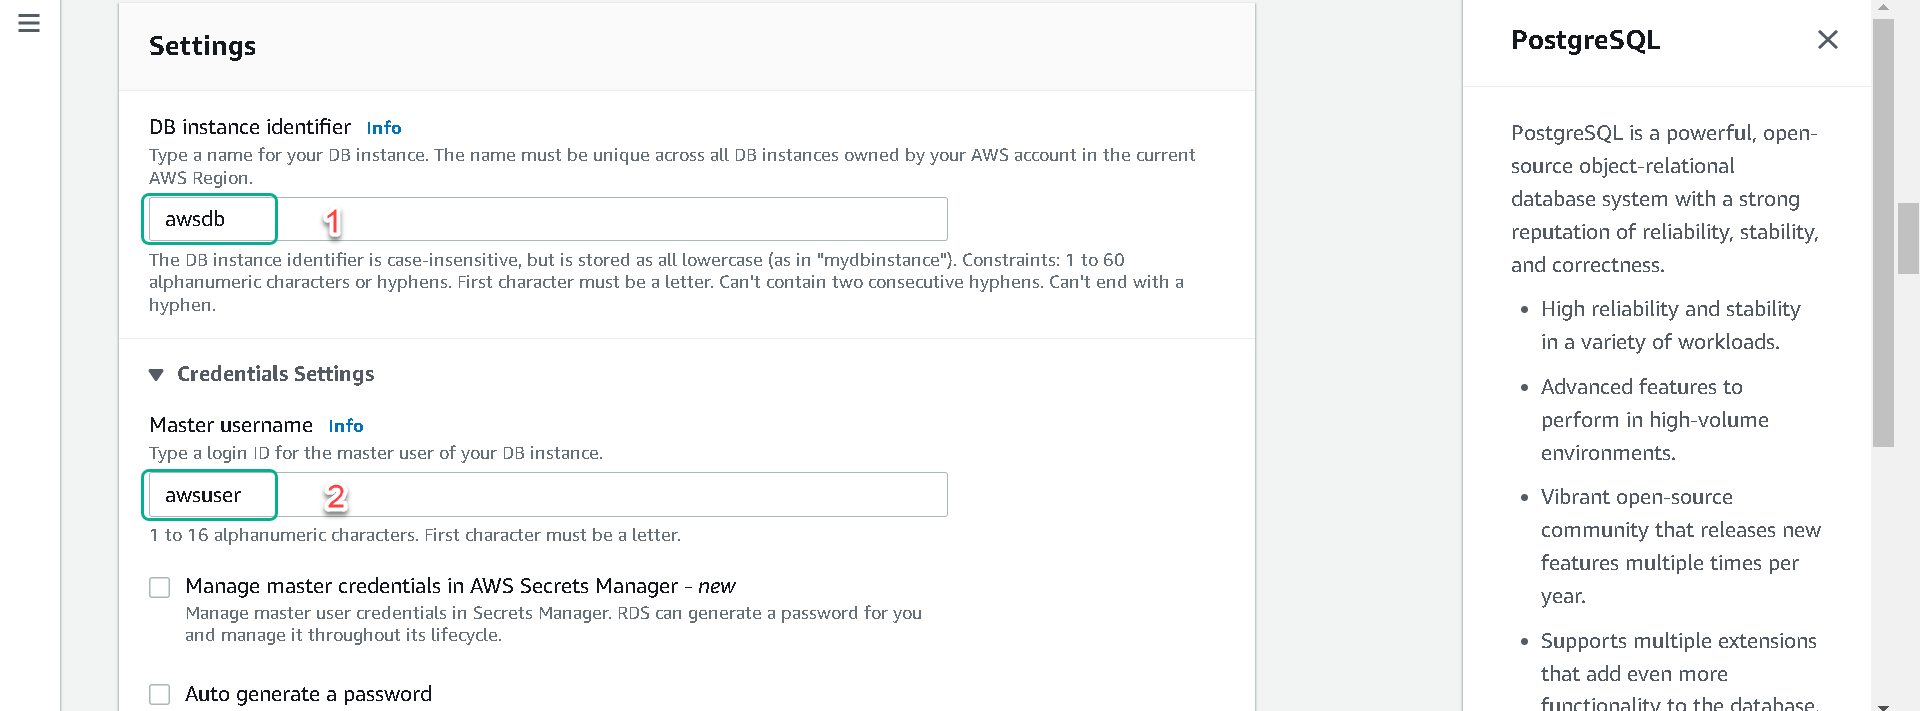 Settings
DB instance identifier Info
Type a name for your DB instance. The name must be unique across all DB instances owned by your AWS account in the current
AWS Region.
awsdb
1
The DB instance identifier is case-insensitive, but is stored as all lowercase (as in "mydbinstance"). Constraints: 1 to 60
alphanumeric characters or hyphens. First character must be a letter. Can't contain two consecutive hyphens. Can't end with a
hyphen.
Credentials Settings
Master username Info
Type a login ID for the master user of your DB instance.
awsuser
2
1 to 16 alphanumeric characters. First character must be a letter.
Manage master credentials in AWS Secrets Manager - new
Manage master user credentials in Secrets Manager. RDS can generate a password for you
and manage it throughout its lifecycle.
Auto generate a password
PostgreSQL
PostgreSQL is a powerful, open-
source object-relational
database system with a strong
reputation of reliability, stability,
and correctness.
• High reliability and stability
in a variety of workloads.
• Advanced features to
perform in high-volume
environments.
• Vibrant open-source
community that releases new
features multiple times per
year.
• Supports multiple extensions
that add even more
functionality to the database.